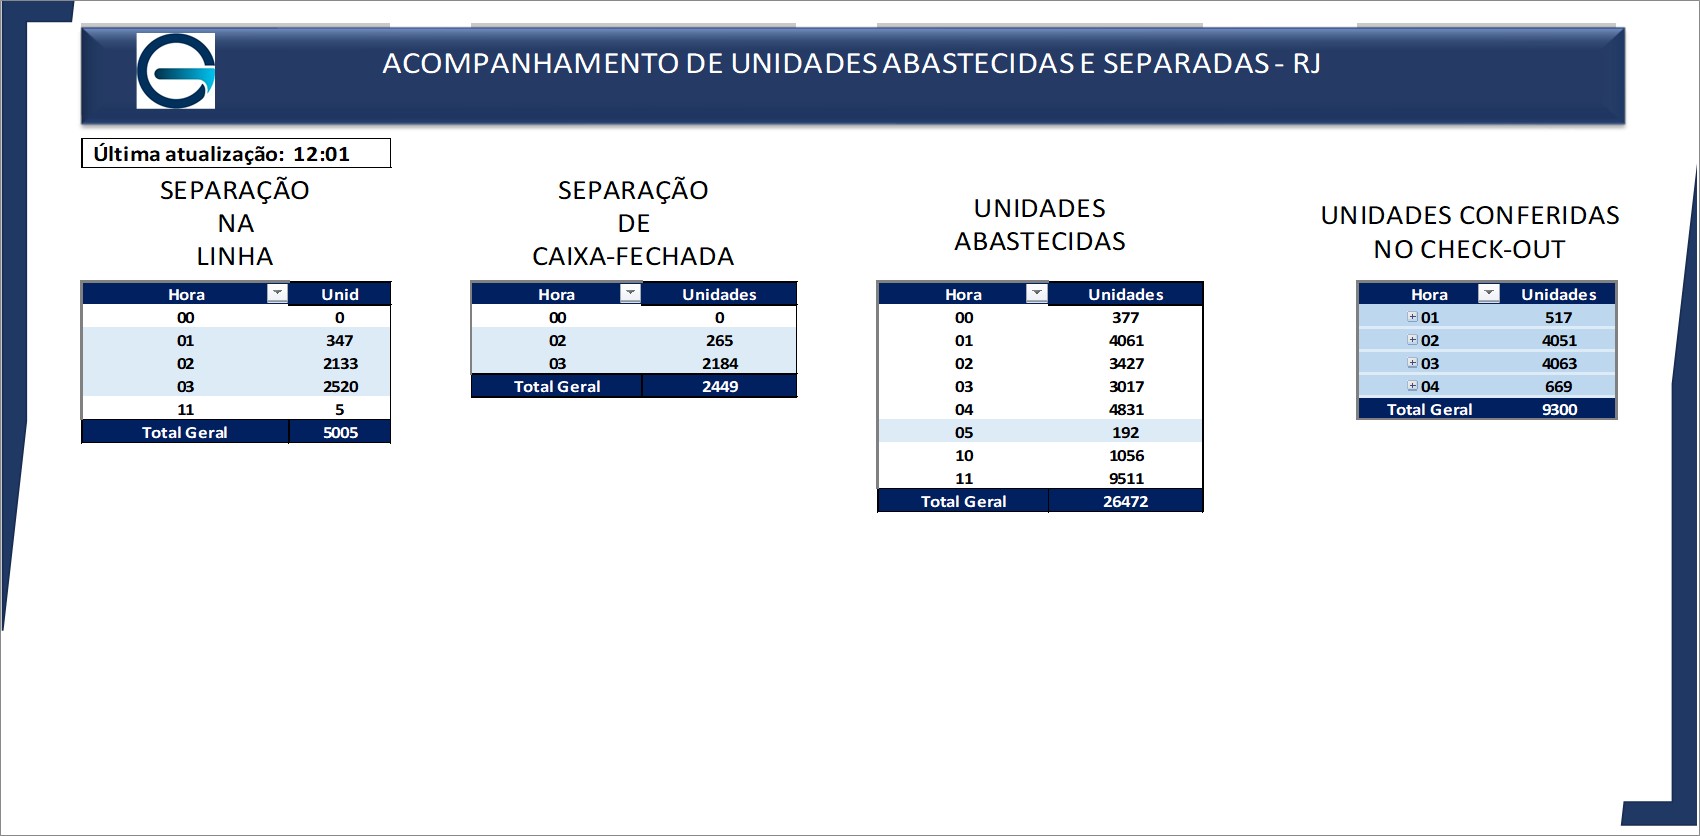 ACOMPANHAMENTO DE UNIDADES ABASTECIDAS E SEPARADAS - RJ
Última atualização: 12:01
SEPARAÇÃO
NA
LINHA
Hora Unid
00 0
01 347
02 2133
03 2520
11 5
Total Geral 5005
SEPARAÇÃO
DE
CAIXA-FECHADA
Hora Unidades
00 0
02 265
03 2184
Total Geral 2449
UNIDADES
ABASTECIDAS
Hora Unidades
00 377
01 4061
02 3427
03 3017
04 4831
05 192
10 1056
11 9511
Total Geral 26472
UNIDADES CONFERIDAS
NO CHECK-OUT
Hora Unidades
01 517
02 4051
03 4063
04 669
Total Geral 9300